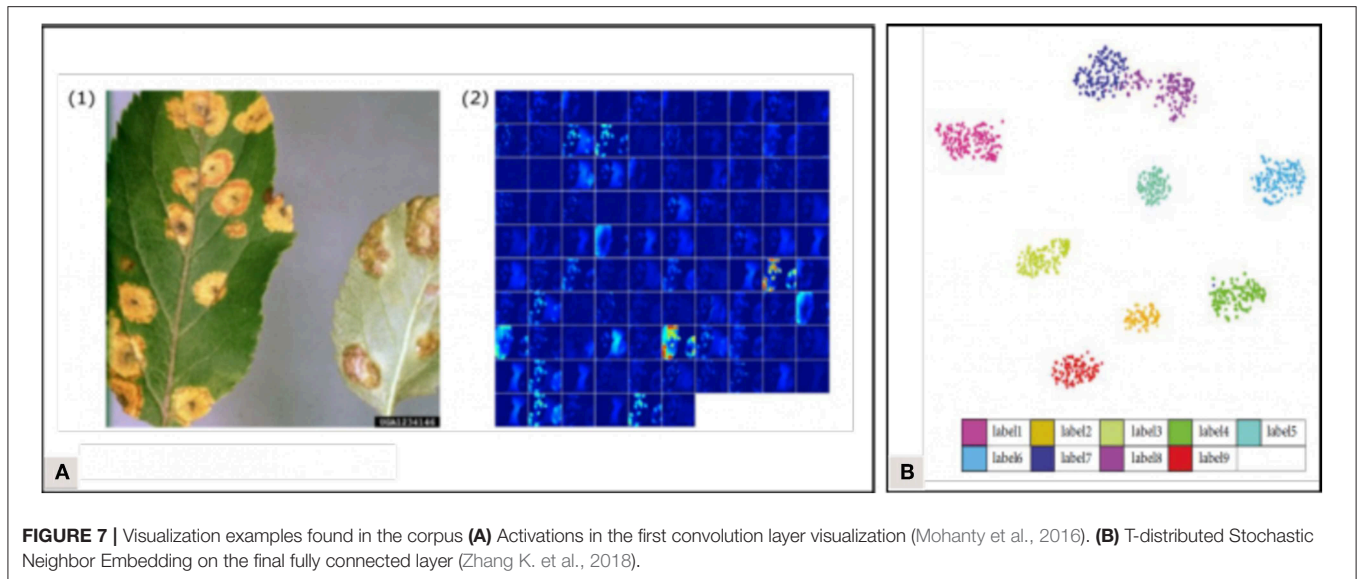 (1)
(2)
UGA1234146
A
label1 label2 label3 label4 label5
label6 label7 label8 label9
B
FIGURE 7 | Visualization examples found in the corpus (A) Activations in the first convolution layer visualization (Mohanty et al., 2016). (B) T-distributed Stochastic
Neighbor Embedding on the final fully connected layer (Zhang K. et al., 2018).